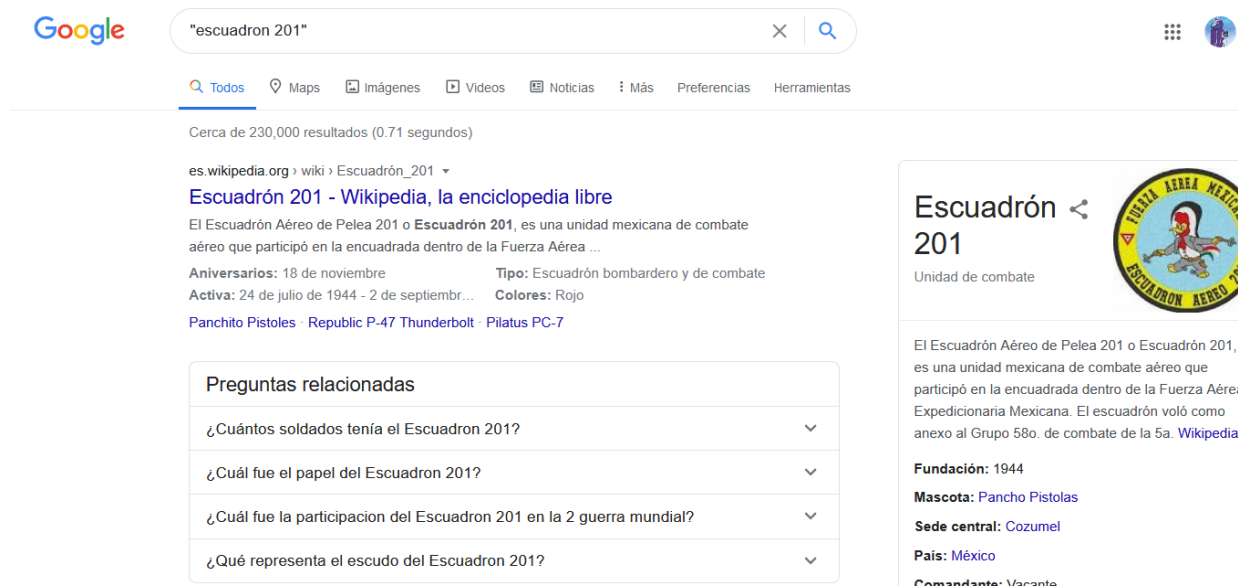 Google
"escuadron 201"
Todos Maps Imágenes Videos Noticias Más Preferencias Herramientas
Cerca de 230,000 resultados (0.71 segundos)
es.wikipedia.org › wiki › Escuadrón_201
Escuadrón 201 - Wikipedia, la enciclopedia libre
El Escuadrón Aéreo de Pelea 201 o Escuadrón 201, es una unidad mexicana de combate
aéreo que participó en la encuadrada dentro de la Fuerza Aérea ...
Aniversarios: 18 de noviembre Tipo: Escuadrón bombardero y de combate
Activa: 24 de julio de 1944 - 2 de septiembr... Colores: Rojo
Panchito Pistoles · Republic P-47 Thunderbolt · Pilatus PC-7
Preguntas relacionadas
¿Cuántos soldados tenía el Escuadron 201?
¿Cuál fue el papel del Escuadron 201?
¿Cuál fue la participacion del Escuadron 201 en la 2 guerra mundial?
¿Qué representa el escudo del Escuadron 201?
Escuadrón
201
Unidad de combate
FUERZA AEREA MEXICA
ESCUADRON AEREO 20
El Escuadrón Aéreo de Pelea 201 o Escuadrón 201,
es una unidad mexicana de combate aéreo que
participó en la encuadrada dentro de la Fuerza Aérea
Expedicionaria Mexicana. El escuadrón voló como
anexo al Grupo 58o. de combate de la 5a. Wikipedia
Fundación: 1944
Mascota: Pancho Pistolas
Sede central: Cozumel
País: México
Comandante: Vacante